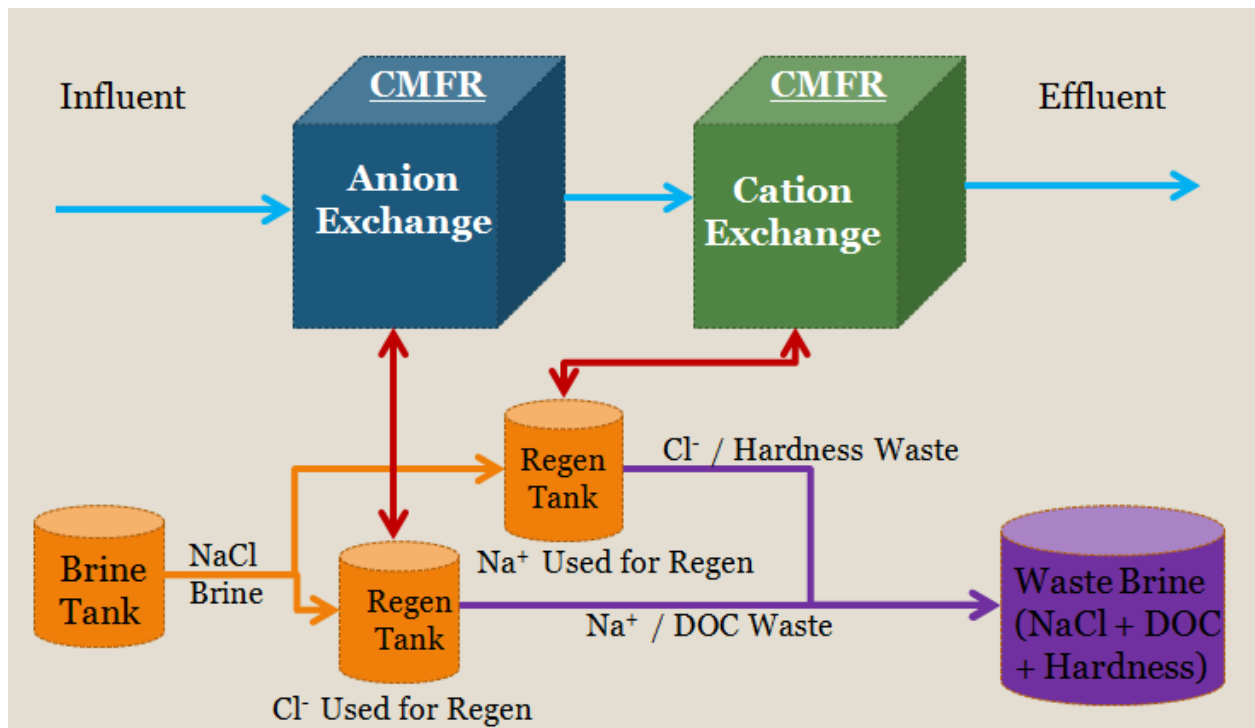 Influent
CMFR
Anion
Exchange
CMFR
Cation
Exchange
Effluent
Regen
Tank
Cl⁻ / Hardness Waste
Na⁺ Used for Regen
Brine
Tank
NaCl
Brine
Regen
Tank
Na⁺ / DOC Waste
Cl⁻ Used for Regen
Waste Brine
(NaCl + DOC
+ Hardness)